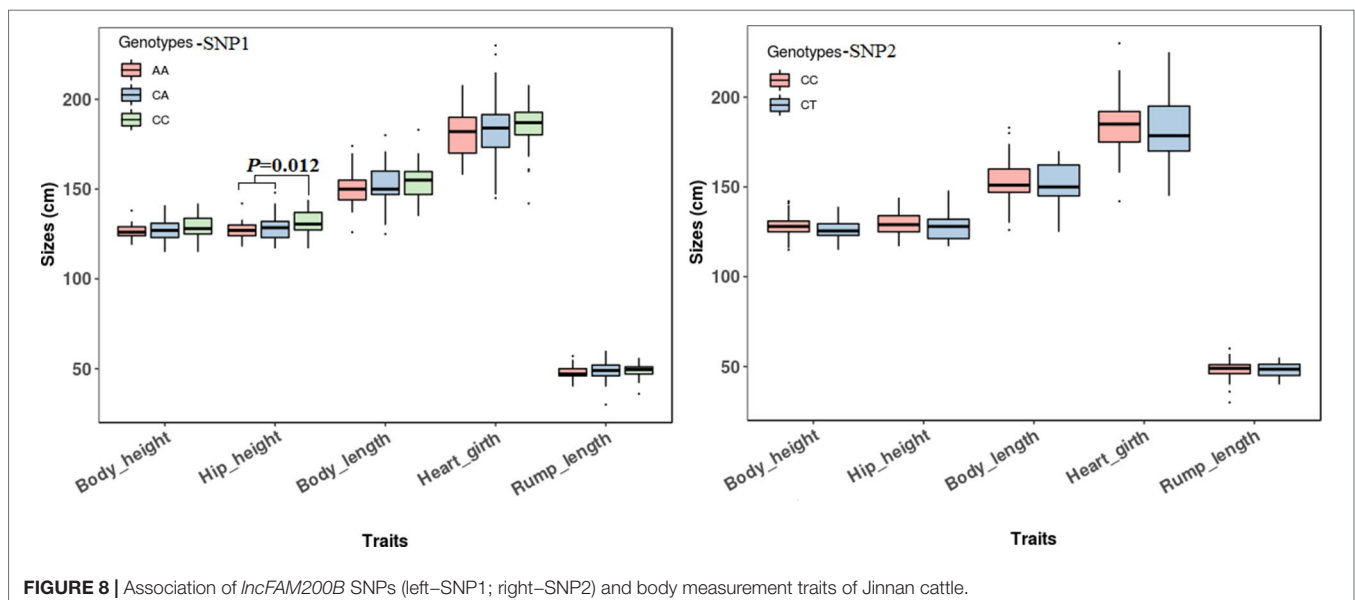 Genotypes-SNP1
AA
CA
CC
P=0.012
200
150
100
50
Sizes (cm)
Body_height
Hip_height
Body_length
Heart_girth
Rump_length
Traits
Genotypes-SNP2
CC
CT
200
150
100
50
Sizes (cm)
Body_height
Hip_height
Body_length
Heart_girth
Rump_length
Traits
FIGURE 8 | Association of lncFAM200B SNPs (left–SNP1; right–SNP2) and body measurement traits of Jinnan cattle.